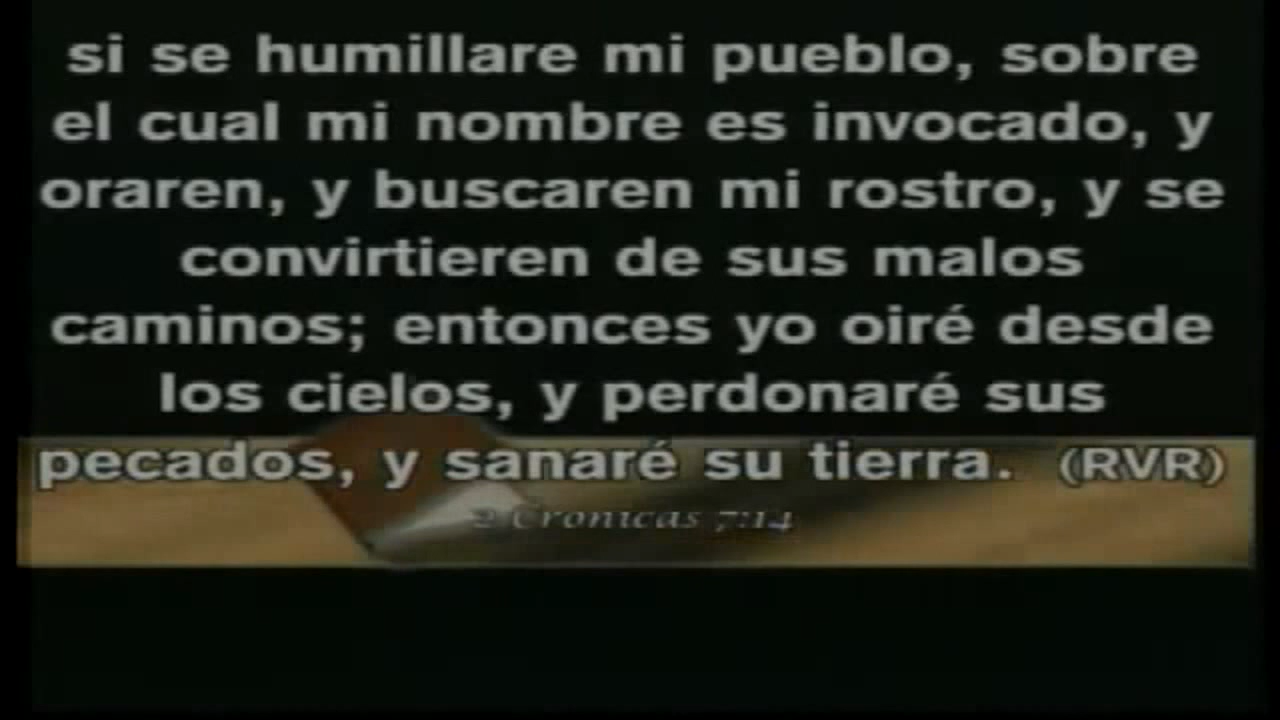 si se humillare mi pueblo, sobre
el cual mi nombre es invocado, y
oraren, y buscaren mi rostro, y se
convirtieren de sus malos
caminos; entonces yo oiré desde
los cielos, y perdonaré sus
pecados, y sanaré su tierra. (RVR)
2 Cronicas 7:14